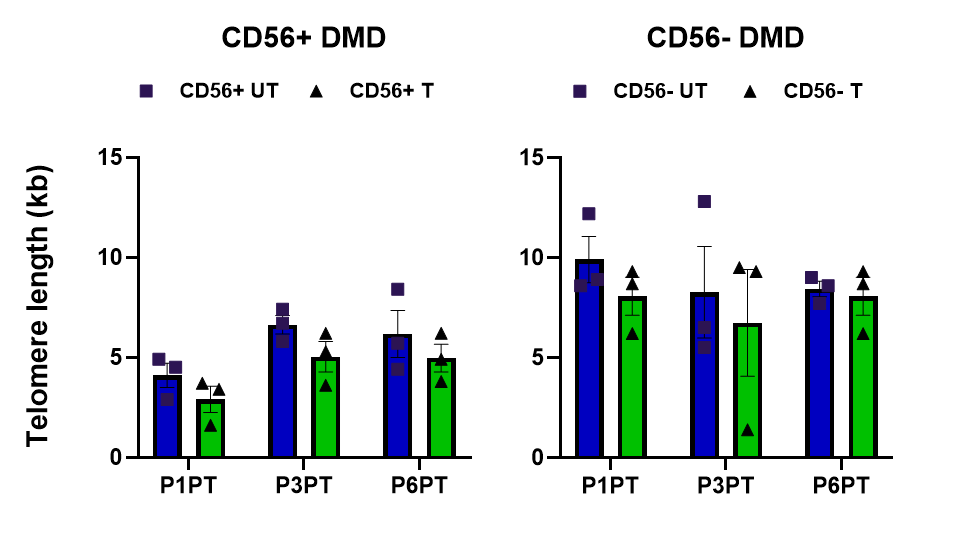 CD56+ DMD
CD56+ UT CD56+ T
Telomere length (kb)
15
10
5
0
P1PT P3PT P6PT
CD56- DMD
CD56- UT CD56- T
15
10
5
0
P1PT P3PT P6PT